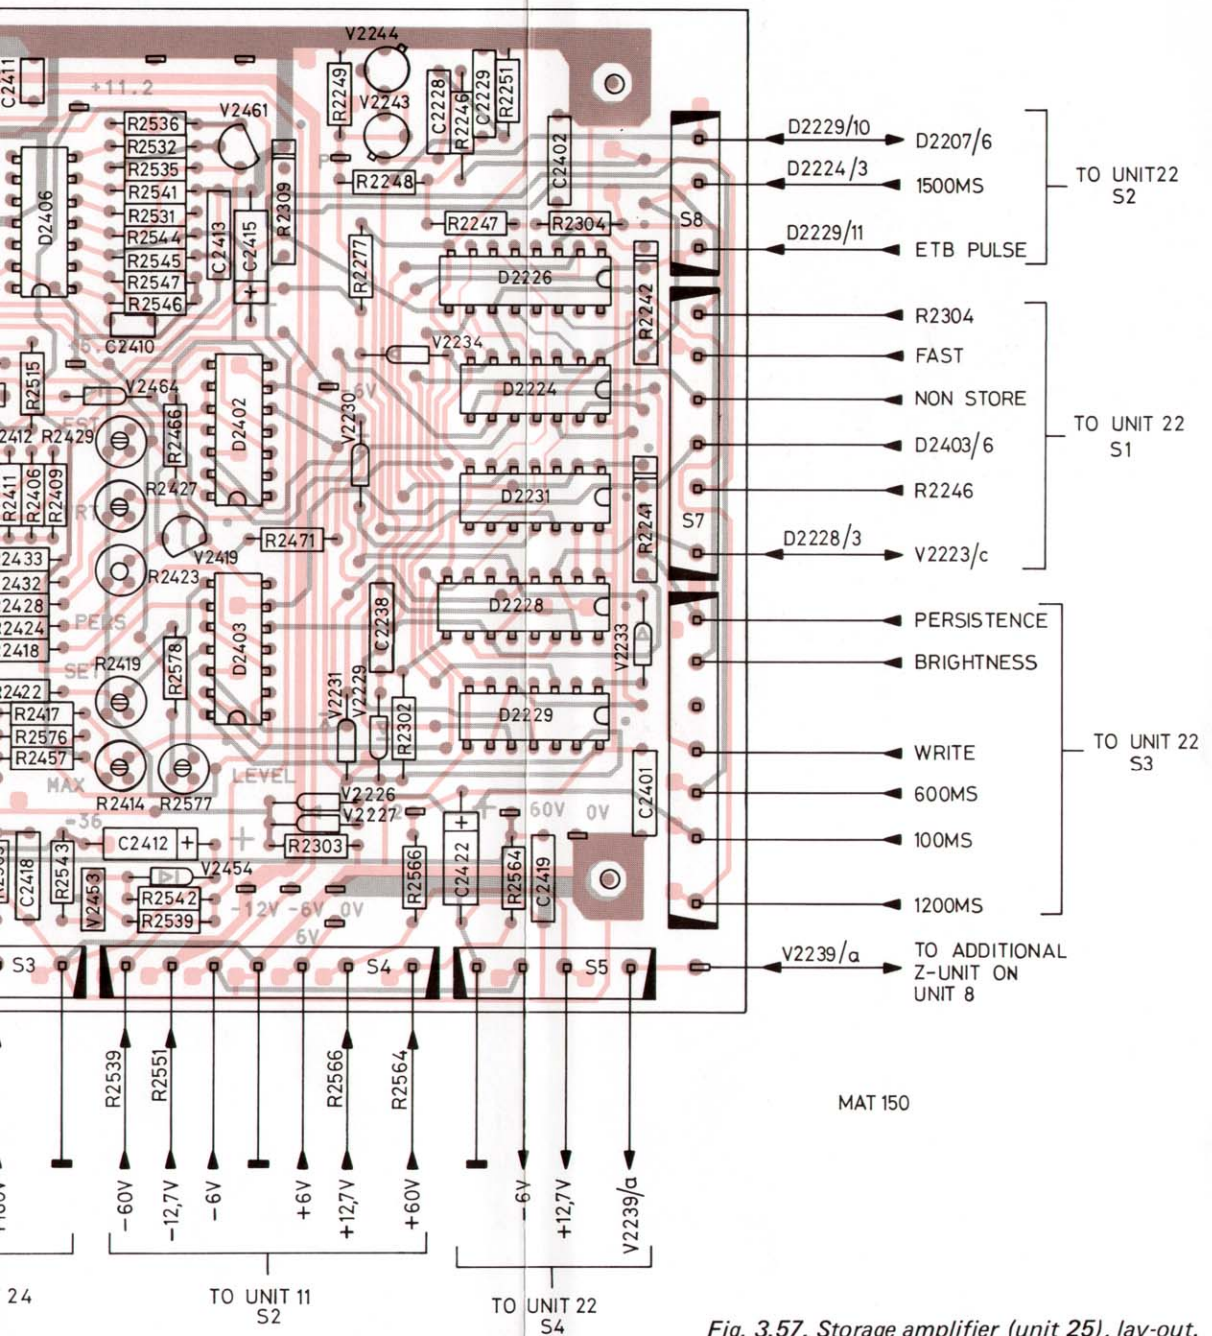 V2244
C2411
+11.2
R2249
V2243
C2228
R2246
C2229
R2251
V2461
R2536
R2532
R2535
R2541
R2531
R2544
R2545
R2547
R2546
D2406
C2413
C2415
+
R2309
R2248
C2402
R2247
R2304
R2277
D2226
R2242
C2410
V2234
R2515
V2464
-6V
D2224
R2429
R2466
D2402
V2230
D2231
R2241
R2411
R2406
R2409
R2427
R2471
V2419
R2433
R2423
D2228
C2238
V2233
D2403
PERS
SET
R2419
R2578
V2231
V2229
R2302
D2229
R2422
R2417
R2576
R2457
MAX
LEVEL
R2414
R2577
V2226
V2227
60V
0V
C2401
-36
C2412
+
R2303
+
C2422
R2564
C2419
R2566
V2454
C2418
R2543
V2453
R2542
R2539
-12V -6V 0V
6V
S3
S4
S5
S8
S7
D2229/10
D2207/6
D2224/3
1500MS
D2229/11
ETB PULSE
TO UNIT22
S2
R2304
FAST
NON STORE
D2403/6
R2246
D2228/3
V2223/c
TO UNIT 22
S1
PERSISTENCE
BRIGHTNESS
WRITE
600MS
100MS
1200MS
TO UNIT 22
S3
V2239/a
TO ADDITIONAL
Z-UNIT ON
UNIT 8
R2539
R2551
R2566
R2564
MAT 150
-60V
-12,7V
-6V
+6V
+12,7V
+60V
-6V
+12,7V
V2239/a
24
TO UNIT 11
S2
TO UNIT 22
S4
Fig. 3.57. Storage amplifier (unit 25), lay-out.